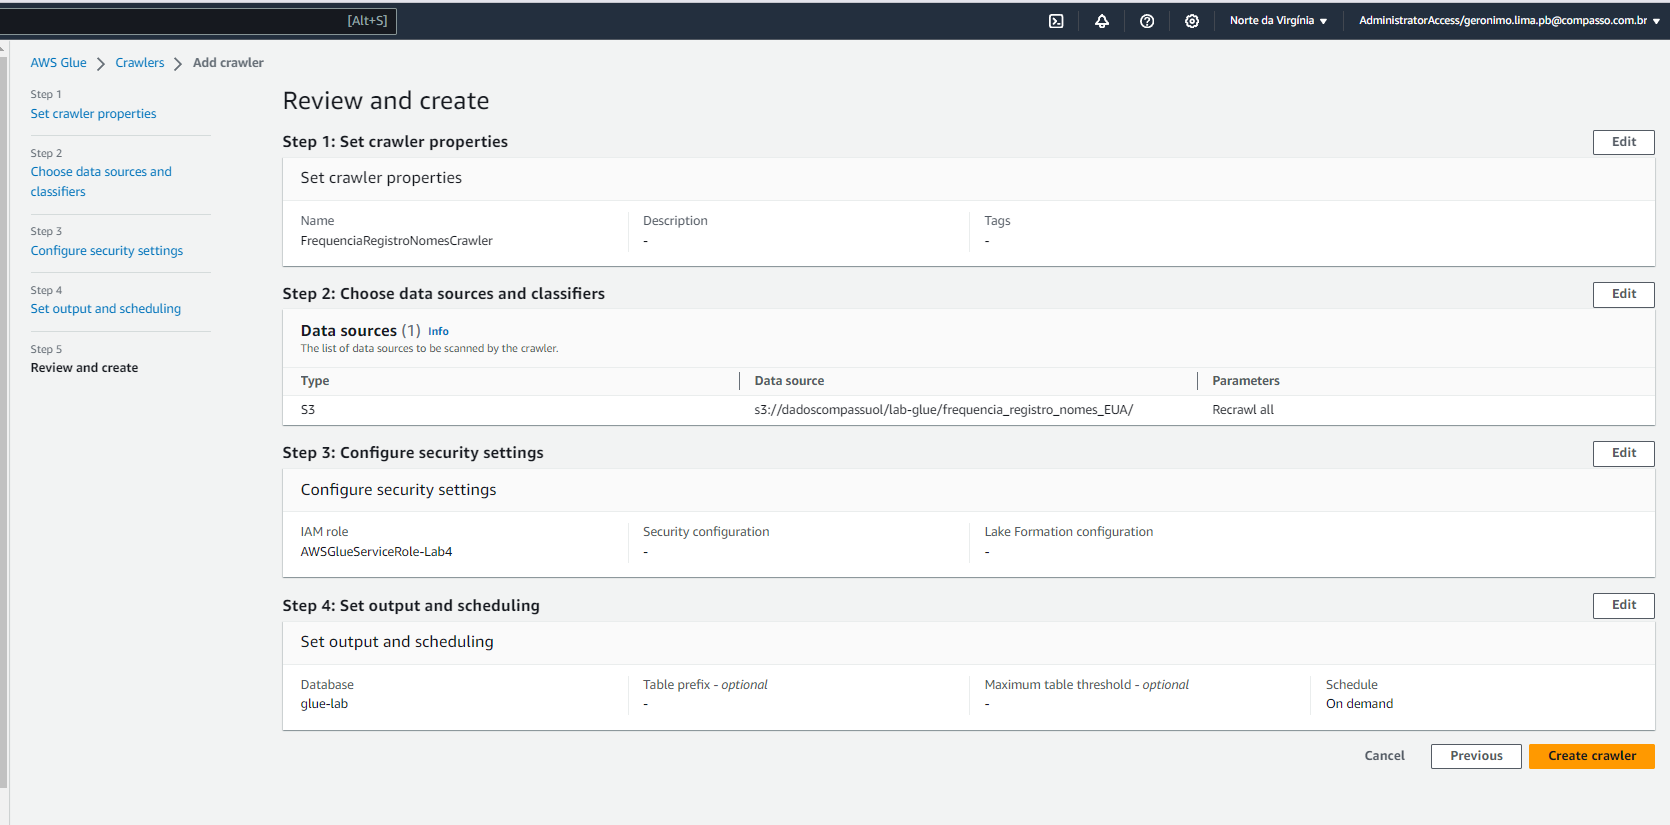 [Alt+S]
Norte da Virgínia
AdministratorAccess/geronimo.lima.pb@compasso.com.br
AWS Glue
Crawlers
Add crawler
Step 1
Set crawler properties
Step 2
Choose data sources and
classifiers
Step 3
Configure security settings
Step 4
Set output and scheduling
Step 5
Review and create
Review and create
Step 1: Set crawler properties
Edit
Set crawler properties
Name
FrequenciaRegistroNomesCrawler
Description
-
Tags
-
Step 2: Choose data sources and classifiers
Edit
Data sources (1) Info
The list of data sources to be scanned by the crawler.
Type
Data source
Parameters
S3
s3://dadoscompassuol/lab-glue/frequencia_registro_nomes_EUA/
Recrawl all
Step 3: Configure security settings
Edit
Configure security settings
IAM role
AWSGlueServiceRole-Lab4
Security configuration
-
Lake Formation configuration
-
Step 4: Set output and scheduling
Edit
Set output and scheduling
Database
glue-lab
Table prefix - optional
-
Maximum table threshold - optional
-
Schedule
On demand
Cancel
Previous
Create crawler